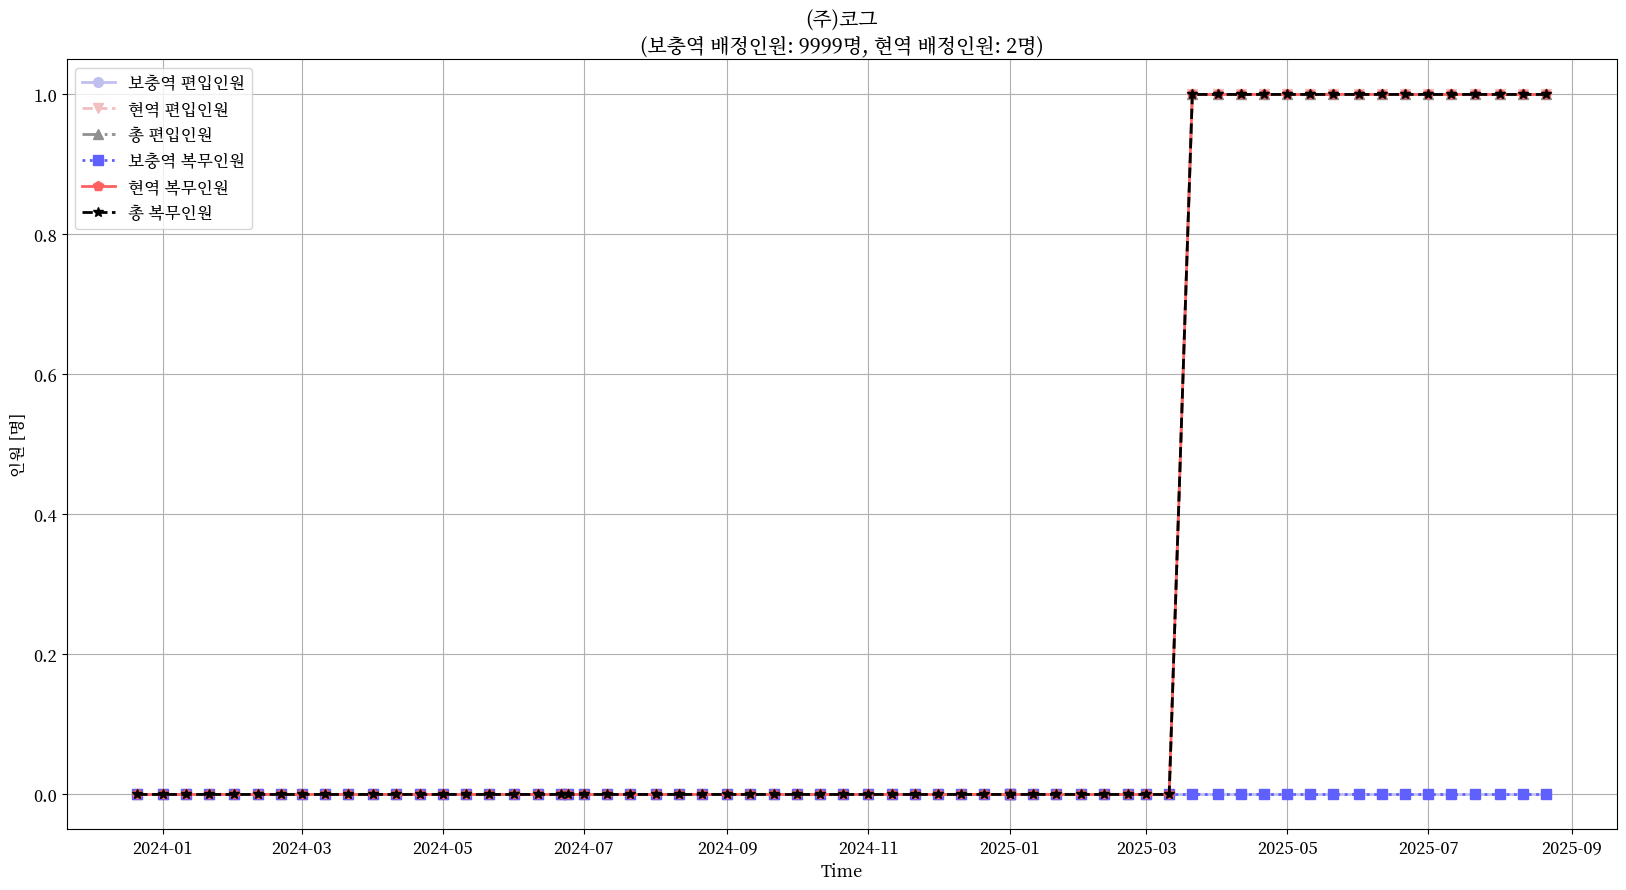 (주)코그
(보충역 배정인원: 9999명, 현역 배정인원: 2명)
보충역 편입인원
현역 편입인원
총 편입인원
보충역 복무인원
현역 복무인원
총 복무인원
1.0
0.8
0.6
0.4
0.2
0.0
인원 [명]
2024-01
2024-03
2024-05
2024-07
2024-09
2024-11
2025-01
2025-03
2025-05
2025-07
2025-09
Time